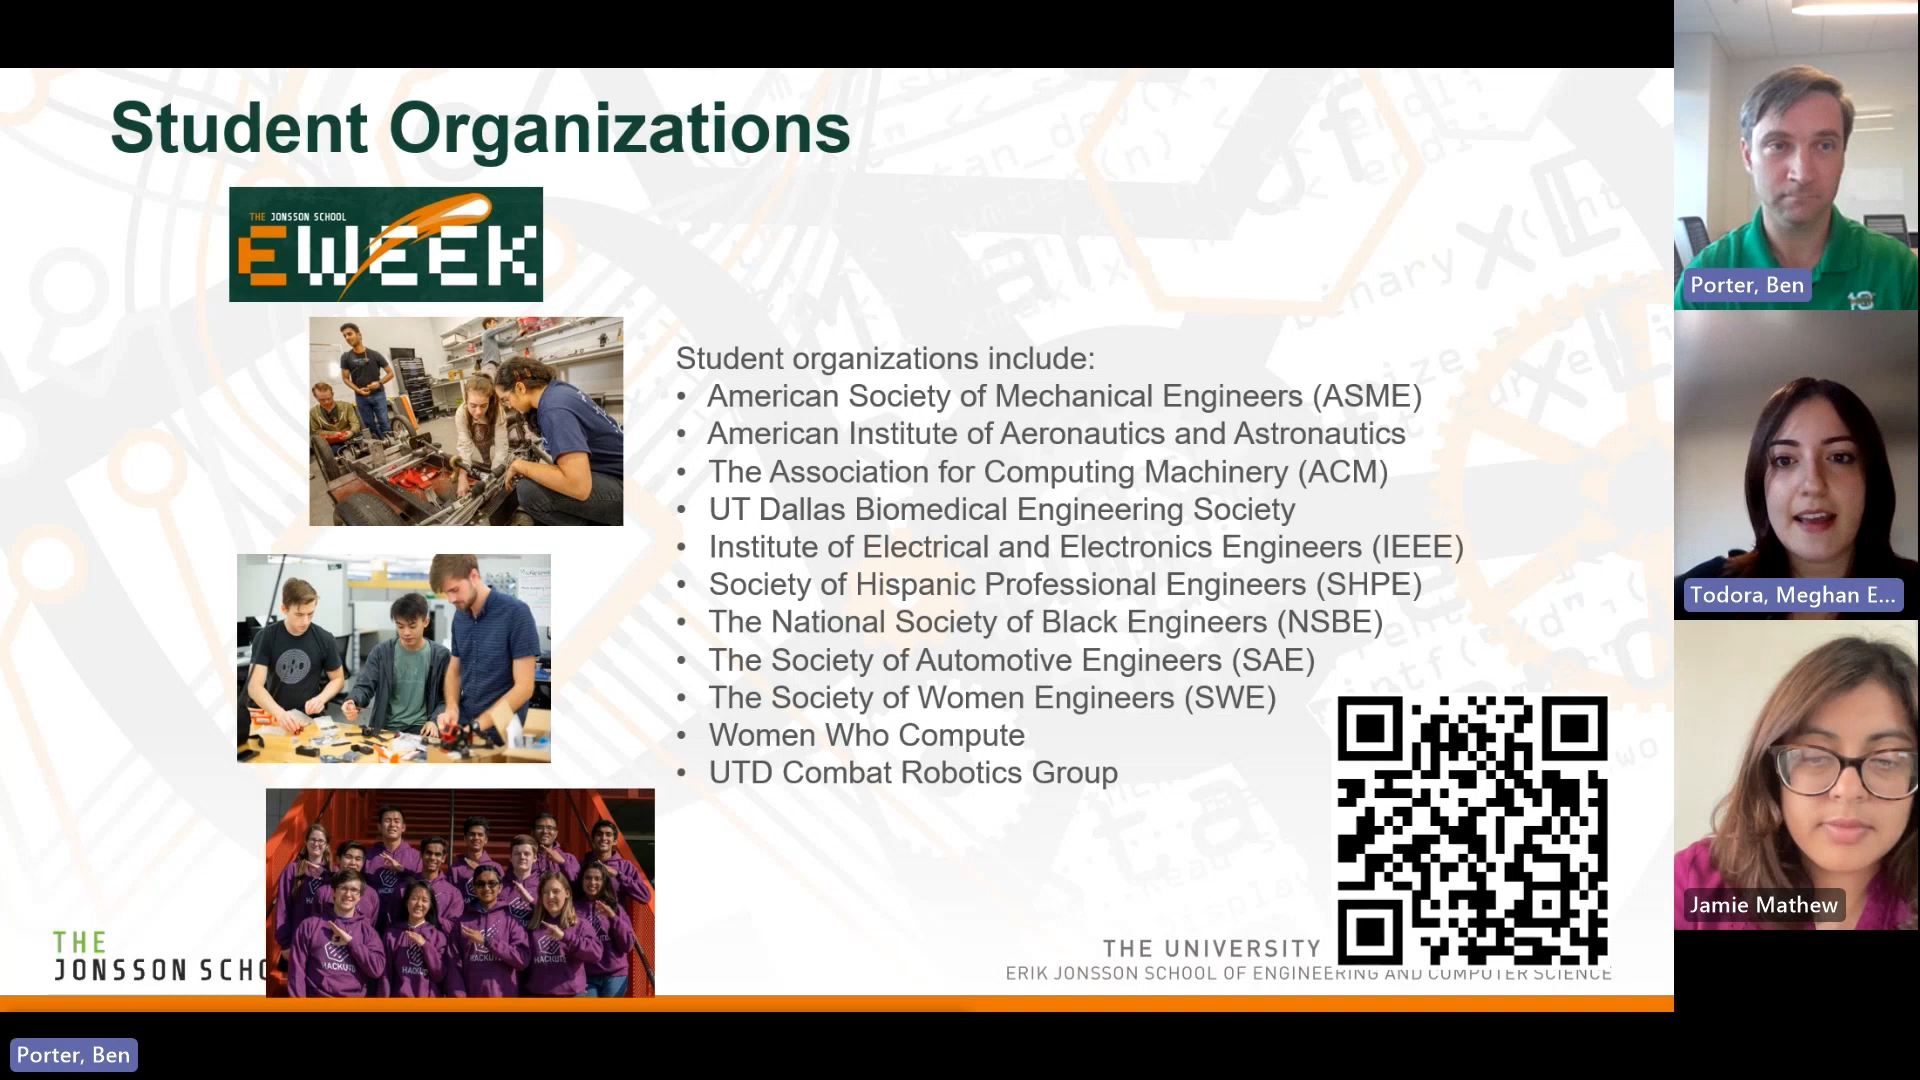 Student Organizations
THE JONSSON SCHOOL
EWEEK
Student organizations include:
• American Society of Mechanical Engineers (ASME)
• American Institute of Aeronautics and Astronautics
• The Association for Computing Machinery (ACM)
• UT Dallas Biomedical Engineering Society
• Institute of Electrical and Electronics Engineers (IEEE)
• Society of Hispanic Professional Engineers (SHPE)
• The National Society of Black Engineers (NSBE)
• The Society of Automotive Engineers (SAE)
• The Society of Women Engineers (SWE)
• Women Who Compute
• UTD Combat Robotics Group
HACKUTD
HACKUTD
THE
JONSSON SCHO
THE UNIVERSITY
ERIK JONSSON SCHOOL OF ENGINEERING AND COMPUTER SCIENCE
Porter, Ben
Todora, Meghan E...
Jamie Mathew
Porter, Ben